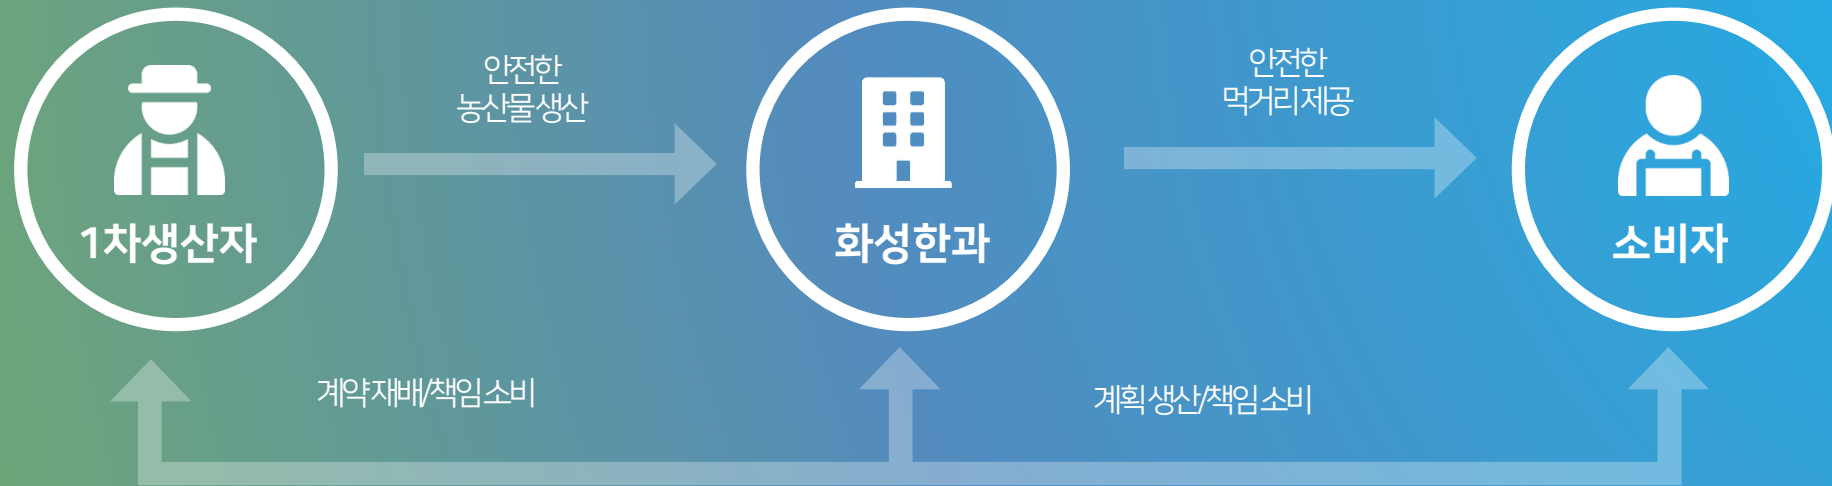 안전한
농산물 생산
안전한
먹거리 제공
1차생산자
화성한과
소비자
계약 재배/책임 소비
계획 생산/책임 소비